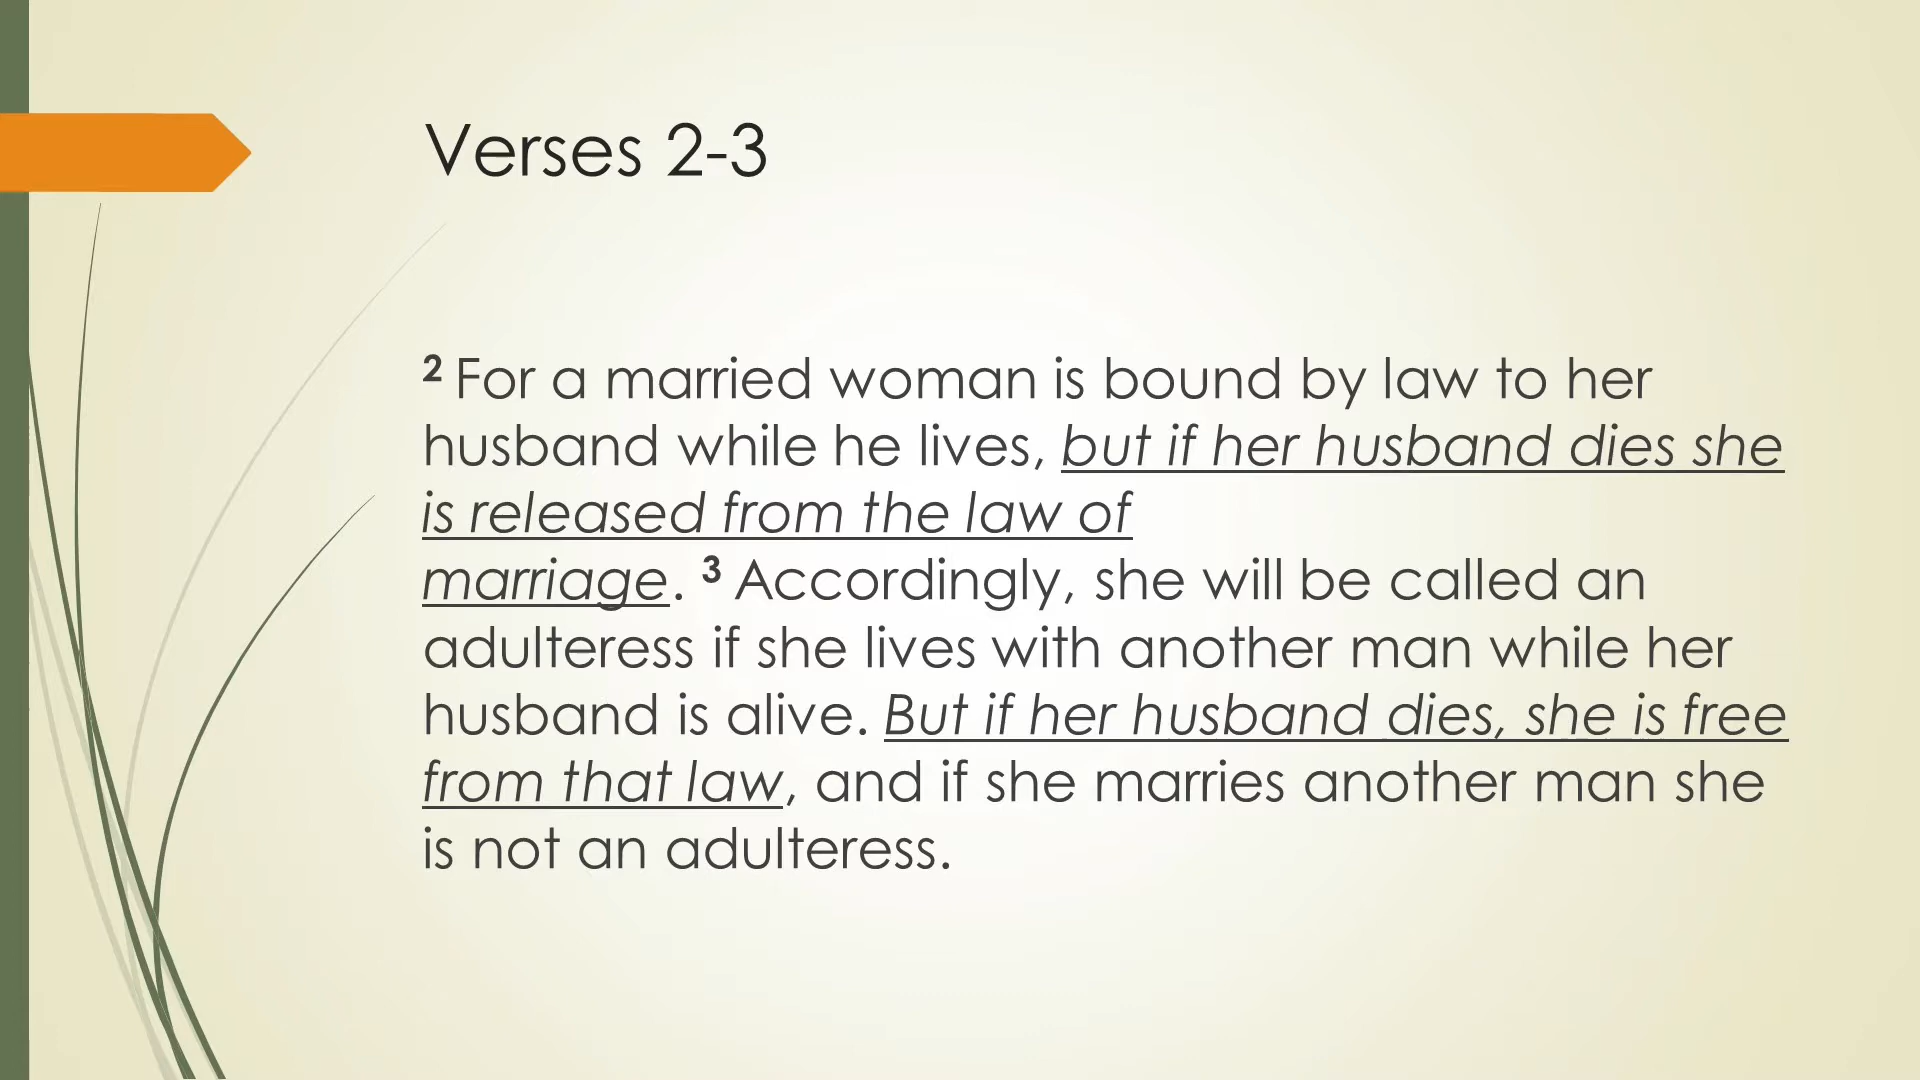 Verses 2-3
2 For a married woman is bound by law to her
husband while he lives, but if her husband dies she
is released from the law of
marriage. 3 Accordingly, she will be called an
adulteress if she lives with another man while her
husband is alive. But if her husband dies, she is free
from that law, and if she marries another man she
is not an adulteress.